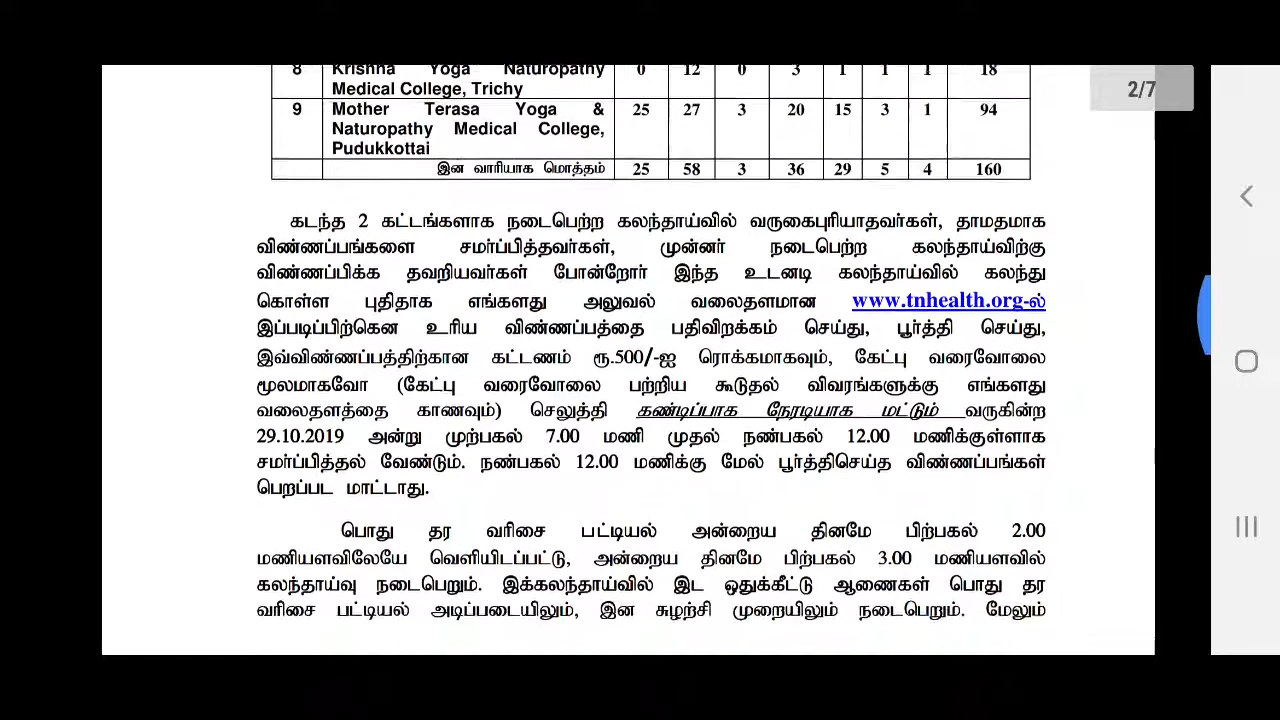 8 Krishna Yoga Naturopathy 0 12 0 3 1 1 1 18
Medical College, Trichy
2/7
9 Mother Terasa Yoga & 25 27 3 20 15 3 1 94
Naturopathy Medical College,
Pudukkottai
இன வாரியாக மொத்தம் 25 58 3 36 29 5 4 160
கடந்த 2 கட்டங்களாக நடைபெற்ற கலந்தாய்வில் வருகைபுரியாதவர்கள், தாமதமாக
விண்ணப்பங்களை சமர்ப்பித்தவர்கள், முன்னர் நடைபெற்ற கலந்தாய்விற்கு
விண்ணப்பிக்க தவறியவர்கள் போன்றோர் இந்த உடனடி கலந்தாய்வில் கலந்து
கொள்ள புதிதாக எங்களது அலுவல் வலைதளமான www.tnhealth.org-ல்
இப்படிப்பிற்கென உரிய விண்ணப்பத்தை பதிவிறக்கம் செய்து, பூர்த்தி செய்து,
இவ்விண்ணப்பத்திற்கான கட்டணம் ரூ.500/-ஐ ரொக்கமாகவும், கேட்பு வரைவோலை
மூலமாகவோ (கேட்பு வரைவோலை பற்றிய கூடுதல் விவரங்களுக்கு எங்களது
வலைதளத்தை காணவும்) செலுத்தி கண்டிப்பாக நேரடியாக மட்டும் வருகின்ற
29.10.2019 அன்று முற்பகல் 7.00 மணி முதல் நண்பகல் 12.00 மணிக்குள்ளாக
சமர்ப்பித்தல் வேண்டும். நண்பகல் 12.00 மணிக்கு மேல் பூர்த்திசெய்த விண்ணப்பங்கள்
பெறப்பட மாட்டாது.
பொது தர வரிசை பட்டியல் அன்றைய தினமே பிற்பகல் 2.00
மணியளவிலேயே வெளியிடப்பட்டு, அன்றைய தினமே பிற்பகல் 3.00 மணியளவில்
கலந்தாய்வு நடைபெறும். இக்கலந்தாய்வில் இட ஒதுக்கீட்டு ஆணைகள் பொது தர
வரிசை பட்டியல் அடிப்படையிலும், இன சுழற்சி முறையிலும் நடைபெறும். மேலும்